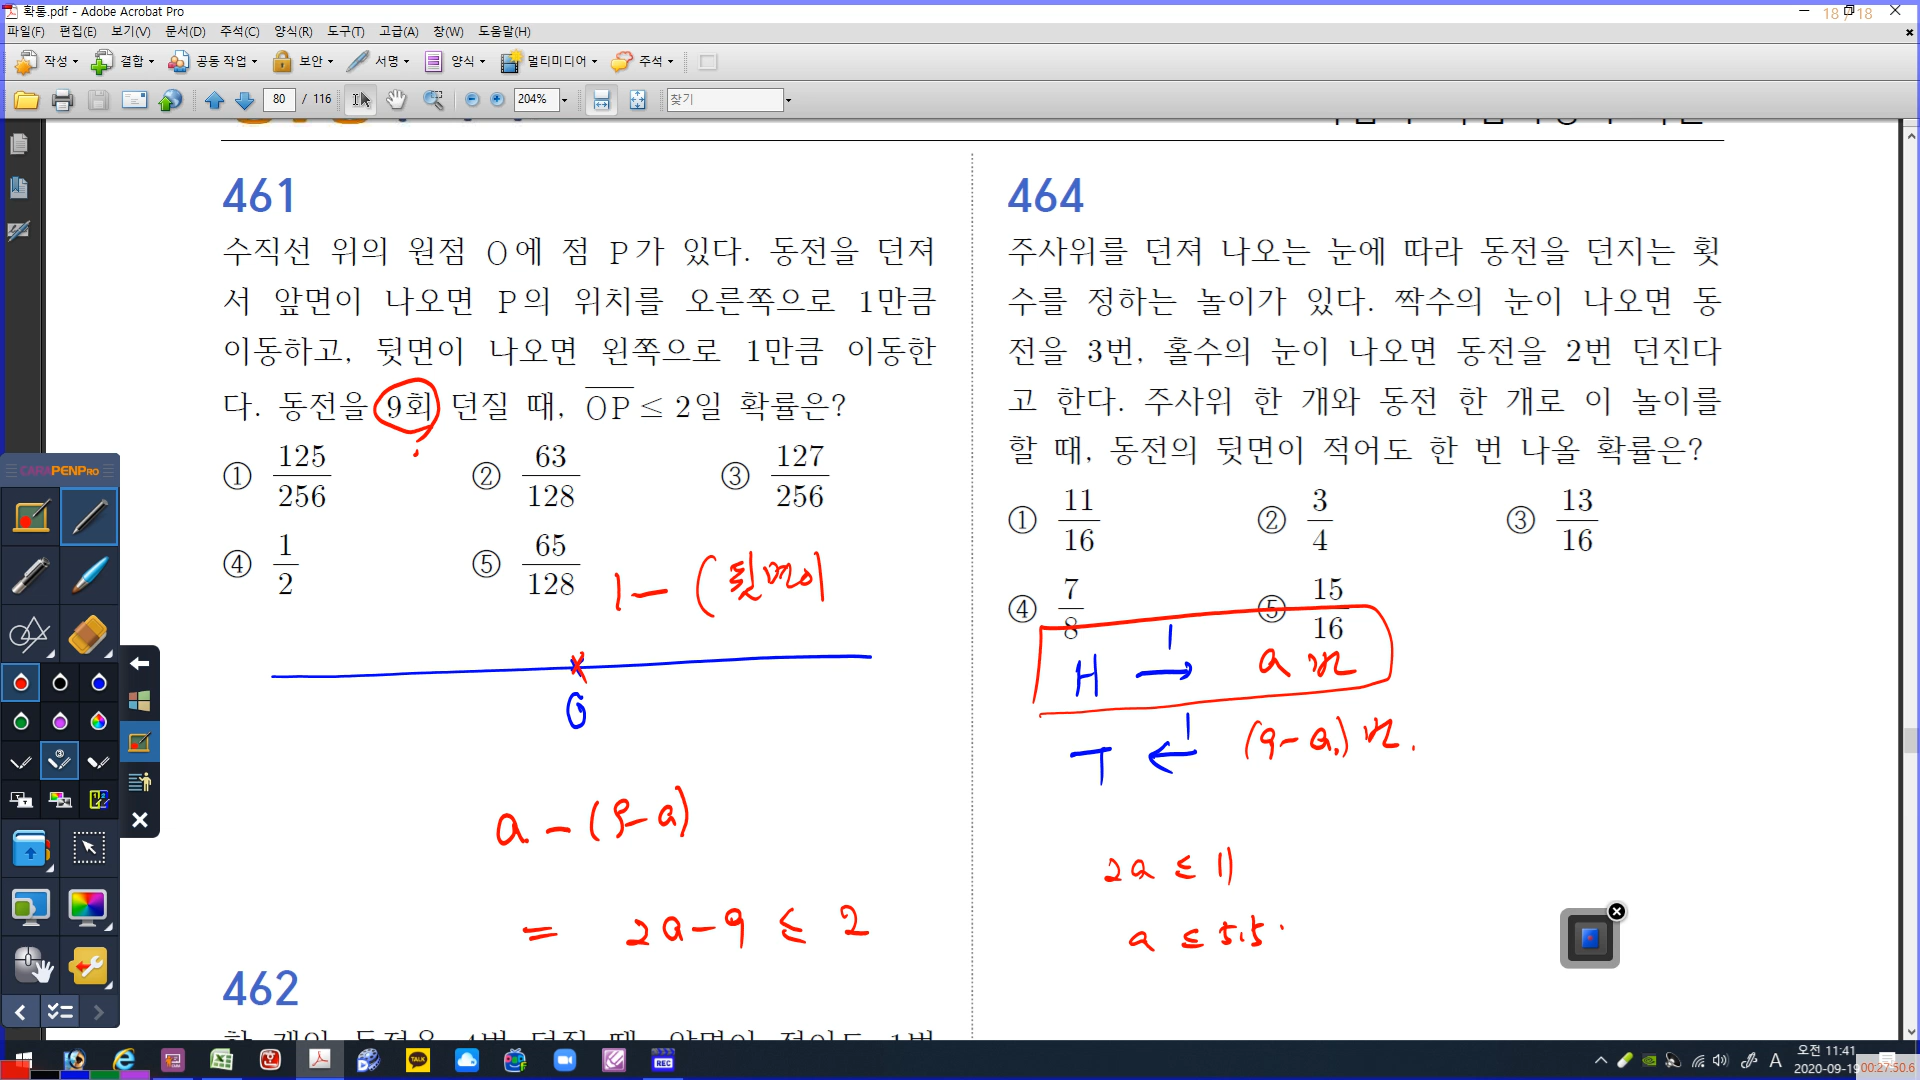 확통.pdf - Adobe Acrobat Pro
18 / 18
파일(F) 편집(E) 보기(V) 문서(D) 주석(C) 양식(R) 도구(T) 고급(A) 창(W) 도움말(H)
작성 결합 공동 작업 보안 서명 양식 멀티미디어 주석
80 / 116 204% 찾기
461
수직선 위의 원점 O에 점 P가 있다. 동전을 던져
서 앞면이 나오면 P의 위치를 오른쪽으로 1만큼
이동하고, 뒷면이 나오면 왼쪽으로 1만큼 이동한
다. 동전을 9회 던질 때, OP ≤ 2일 확률은?
① 125/256 ② 63/128 ③ 127/256
④ 1/2 ⑤ 65/128
1 - (뒷면이
O
a - (9-a)
= 2a-9 ≤ 2
462
464
주사위를 던져 나오는 눈에 따라 동전을 던지는 횟
수를 정하는 놀이가 있다. 짝수의 눈이 나오면 동
전을 3번, 홀수의 눈이 나오면 동전을 2번 던진다
고 한다. 주사위 한 개와 동전 한 개로 이 놀이를
할 때, 동전의 뒷면이 적어도 한 번 나올 확률은?
① 11/16 ② 3/4 ③ 13/16
④ 7/8 ⑤ 15/16
H → 1 a 번
T ← 1 (9-a) 번.
2a ≤ 11
a ≤ 5.5.
CARAPENPRO
TALK
REC
A
오전 11:41
2020-09-19
00:27:50.6